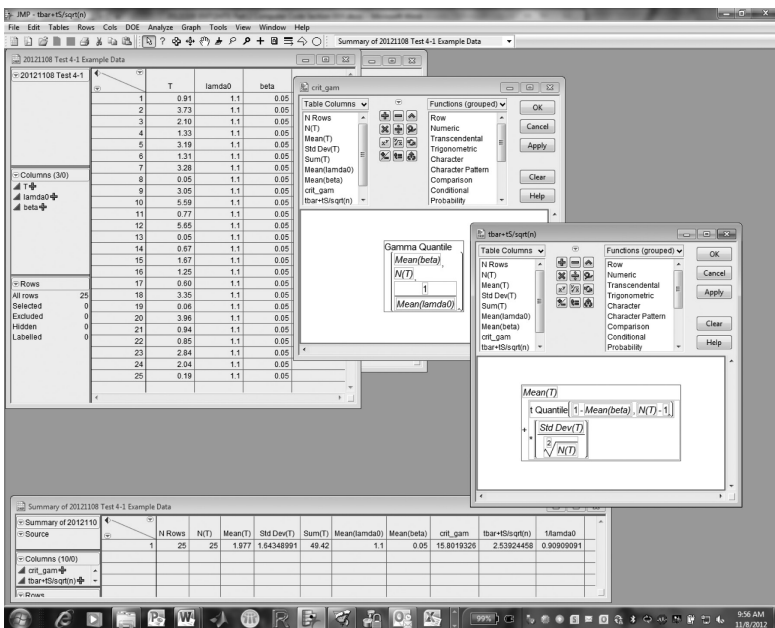 JMP - tbar+tS/sqrt(n)
File Edit Tables Rows Cols DOE Analyze Graph Tools View Window Help
Summary of 20121108 Test 4-1 Example Data
20121108 Test 4-1 Example Data
20121108 Test 4-1
T lamda0 beta
1 0.91 1.1 0.05
2 3.73 1.1 0.05
3 2.10 1.1 0.05
4 1.33 1.1 0.05
5 3.19 1.1 0.05
6 1.31 1.1 0.05
7 3.28 1.1 0.05
8 0.05 1.1 0.05
9 3.05 1.1 0.05
10 5.59 1.1 0.05
11 0.77 1.1 0.05
12 5.65 1.1 0.05
13 0.05 1.1 0.05
14 0.67 1.1 0.05
15 1.67 1.1 0.05
16 1.25 1.1 0.05
17 0.60 1.1 0.05
18 3.35 1.1 0.05
19 0.06 1.1 0.05
20 3.96 1.1 0.05
21 0.94 1.1 0.05
22 0.85 1.1 0.05
23 2.84 1.1 0.05
24 2.04 1.1 0.05
25 0.19 1.1 0.05
Columns (3/0)
T
lamda0
beta
Rows
All rows 25
Selected 0
Excluded 0
Hidden 0
Labelled 0
crit_gam
Table Columns
N Rows
N(T)
Mean(T)
Std Dev(T)
Sum(T)
Mean(lamda0)
Mean(beta)
crit_gam
tbar+tS/sqrt(n)
Functions (grouped)
Row
Numeric
Transcendental
Trigonometric
Character
Character Pattern
Comparison
Conditional
Probability
OK
Cancel
Apply
Clear
Help
Gamma Quantile
Mean(beta),
N(T),
1
Mean(lamda0)
tbar+tS/sqrt(n)
Table Columns
N Rows
N(T)
Mean(T)
Std Dev(T)
Sum(T)
Mean(lamda0)
Mean(beta)
crit_gam
tbar+tS/sqrt(n)
Functions (grouped)
Row
Numeric
Transcendental
Trigonometric
Character
Character Pattern
Comparison
Conditional
Probability
OK
Cancel
Apply
Clear
Help
Mean(T)
t Quantile 1 - Mean(beta), N(T) - 1,
+
Std Dev(T)
*
2 √ N(T)
Summary of 20121108 Test 4-1 Example Data
Summary of 2012110
Source
N Rows N(T) Mean(T) Std Dev(T) Sum(T) Mean(lamda0) Mean(beta) crit_gam tbar+tS/sqrt(n) 1/lamda0
1 25 25 1.977 1.64348991 49.42 1.1 0.05 15.8019326 2.53924458 0.90909091
Columns (10/0)
crit_gam
tbar+tS/sqrt(n)
Rows
99%
9:56 AM
11/8/2012